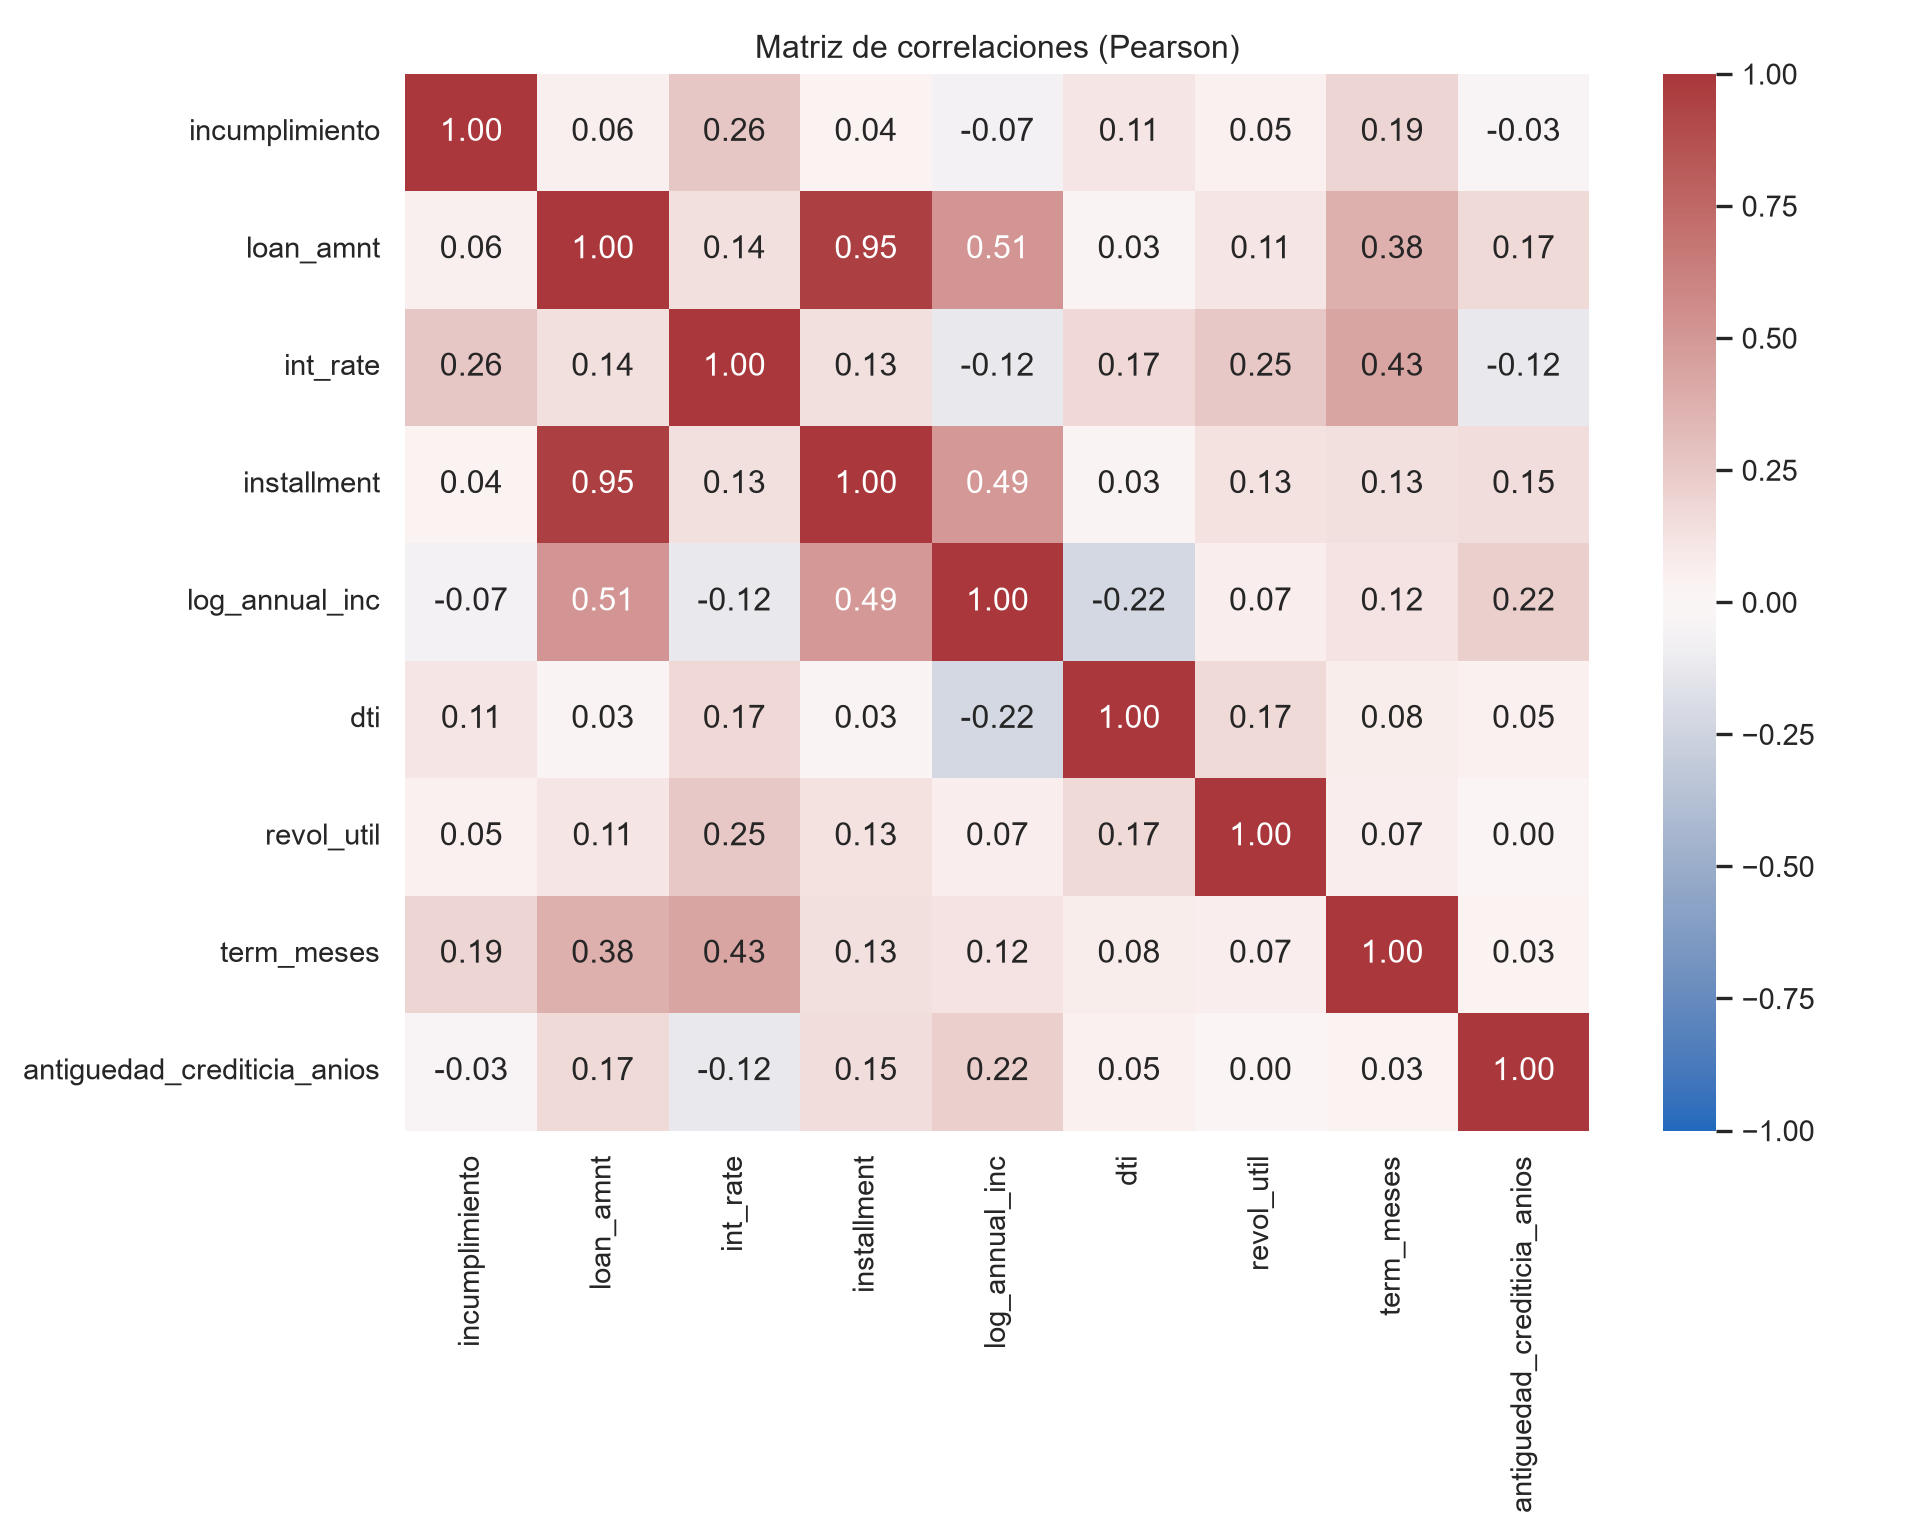 Matriz de correlaciones (Pearson)
incumplimiento 1.00 0.06 0.26 0.04 -0.07 0.11 0.05 0.19 -0.03
loan_amnt 0.06 1.00 0.14 0.95 0.51 0.03 0.11 0.38 0.17
int_rate 0.26 0.14 1.00 0.13 -0.12 0.17 0.25 0.43 -0.12
installment 0.04 0.95 0.13 1.00 0.49 0.03 0.13 0.13 0.15
log_annual_inc -0.07 0.51 -0.12 0.49 1.00 -0.22 0.07 0.12 0.22
dti 0.11 0.03 0.17 0.03 -0.22 1.00 0.17 0.08 0.05
revol_util 0.05 0.11 0.25 0.13 0.07 0.17 1.00 0.07 0.00
term_meses 0.19 0.38 0.43 0.13 0.12 0.08 0.07 1.00 0.03
antiguedad_crediticia_anios -0.03 0.17 -0.12 0.15 0.22 0.05 0.00 0.03 1.00
incumplimiento
loan_amnt
int_rate
installment
log_annual_inc
dti
revol_util
term_meses
antiguedad_crediticia_anios
1.00
0.75
0.50
0.25
0.00
−0.25
−0.50
−0.75
−1.00